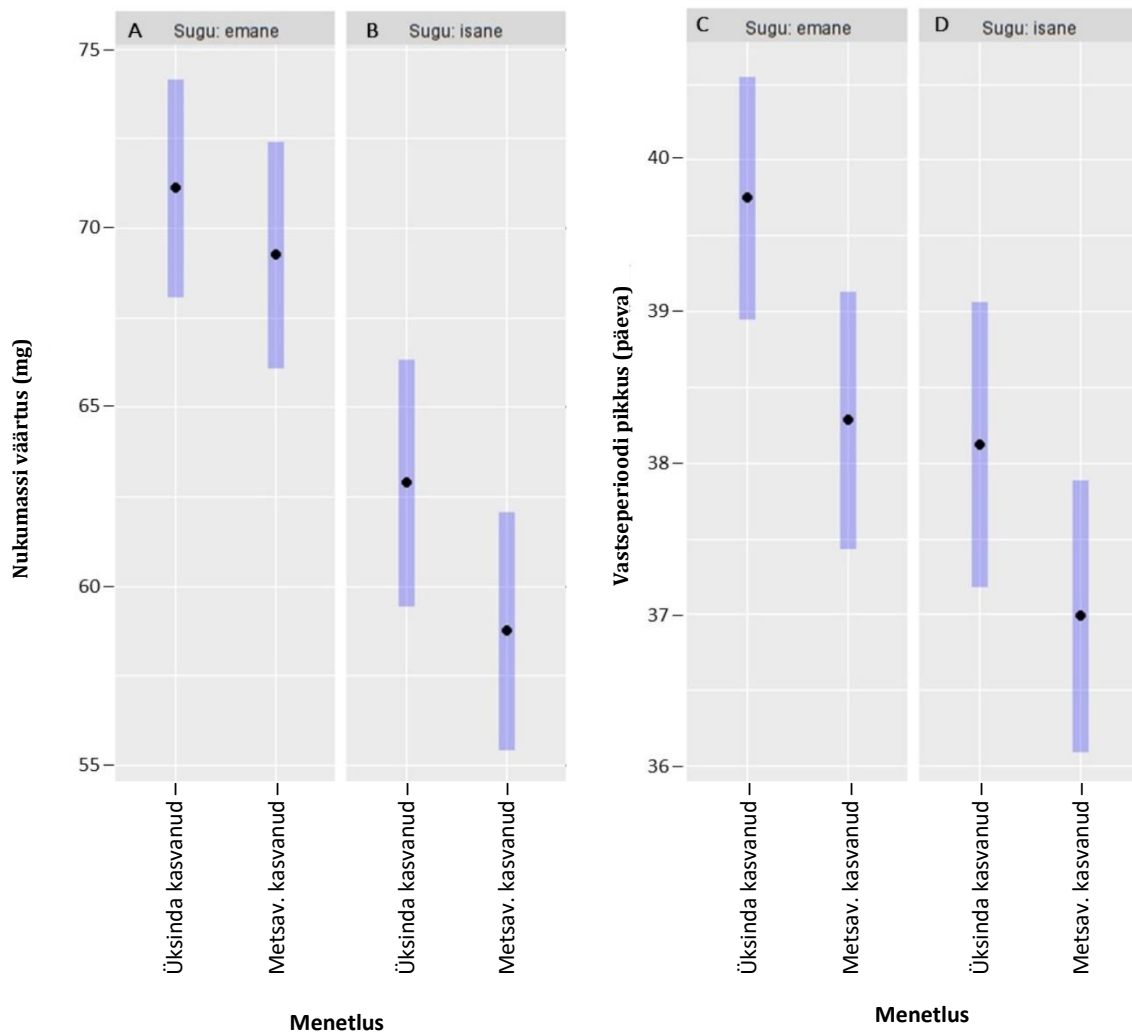 A Sugu: emane
B Sugu: isane
75
70
65
60
55
Nukumassi väärtus (mg)
Üksinda kasvanud
Metsav. kasvanud
Üksinda kasvanud
Metsav. kasvanud
Menetlus
C Sugu: emane
D Sugu: isane
40
39
38
37
36
Vastseperioodi pikkus (päeva)
Üksinda kasvanud
Metsav. kasvanud
Üksinda kasvanud
Metsav. kasvanud
Menetlus